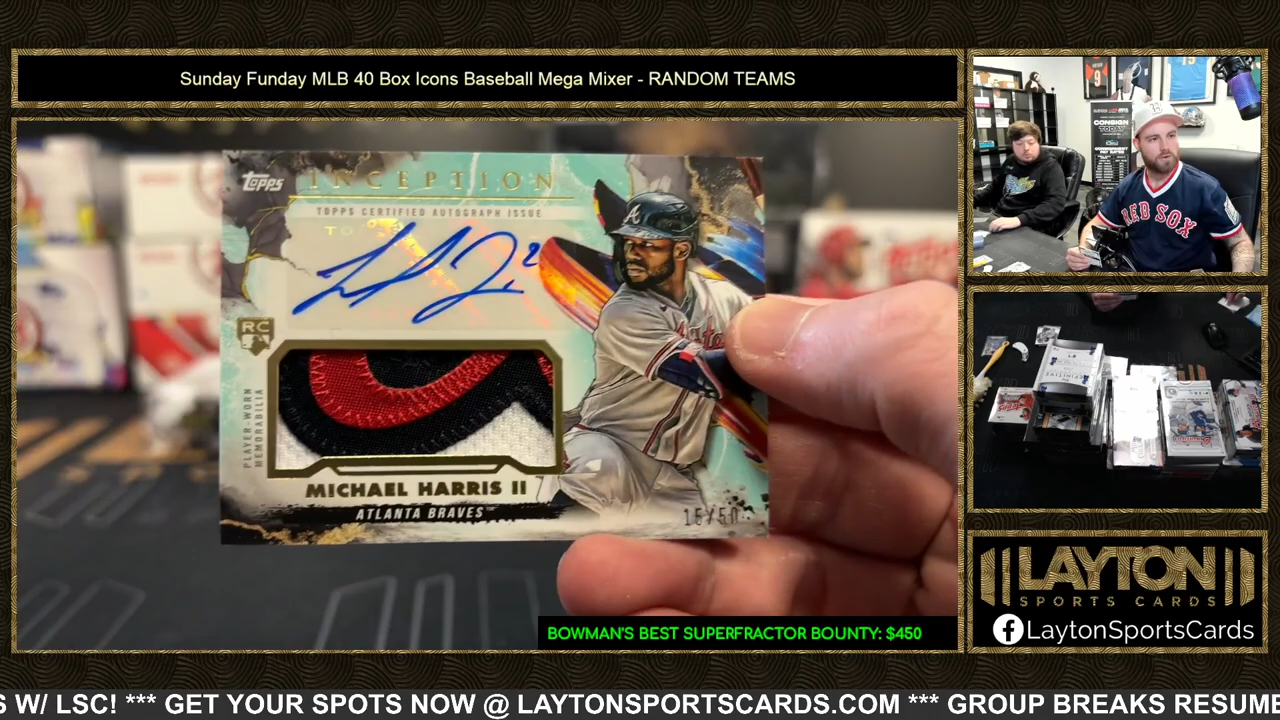 Sunday Funday MLB 40 Box Icons Baseball Mega Mixer - RANDOM TEAMS
topps
INCEPTION
TOPPS CERTIFIED AUTOGRAPH ISSUE
RC
PLAYER-WORN
MEMORABILIA
MICHAEL HARRIS II
ATLANTA BRAVES
15/50
CONSIGN
TODAY
RED SOX
LAYTON
SPORTS CARDS
LaytonSportsCards
BOWMAN'S BEST SUPERFRACTOR BOUNTY: $450
S W/ LSC! *** GET YOUR SPOTS NOW @ LAYTONSPORTSCARDS.COM *** GROUP BREAKS RESUME